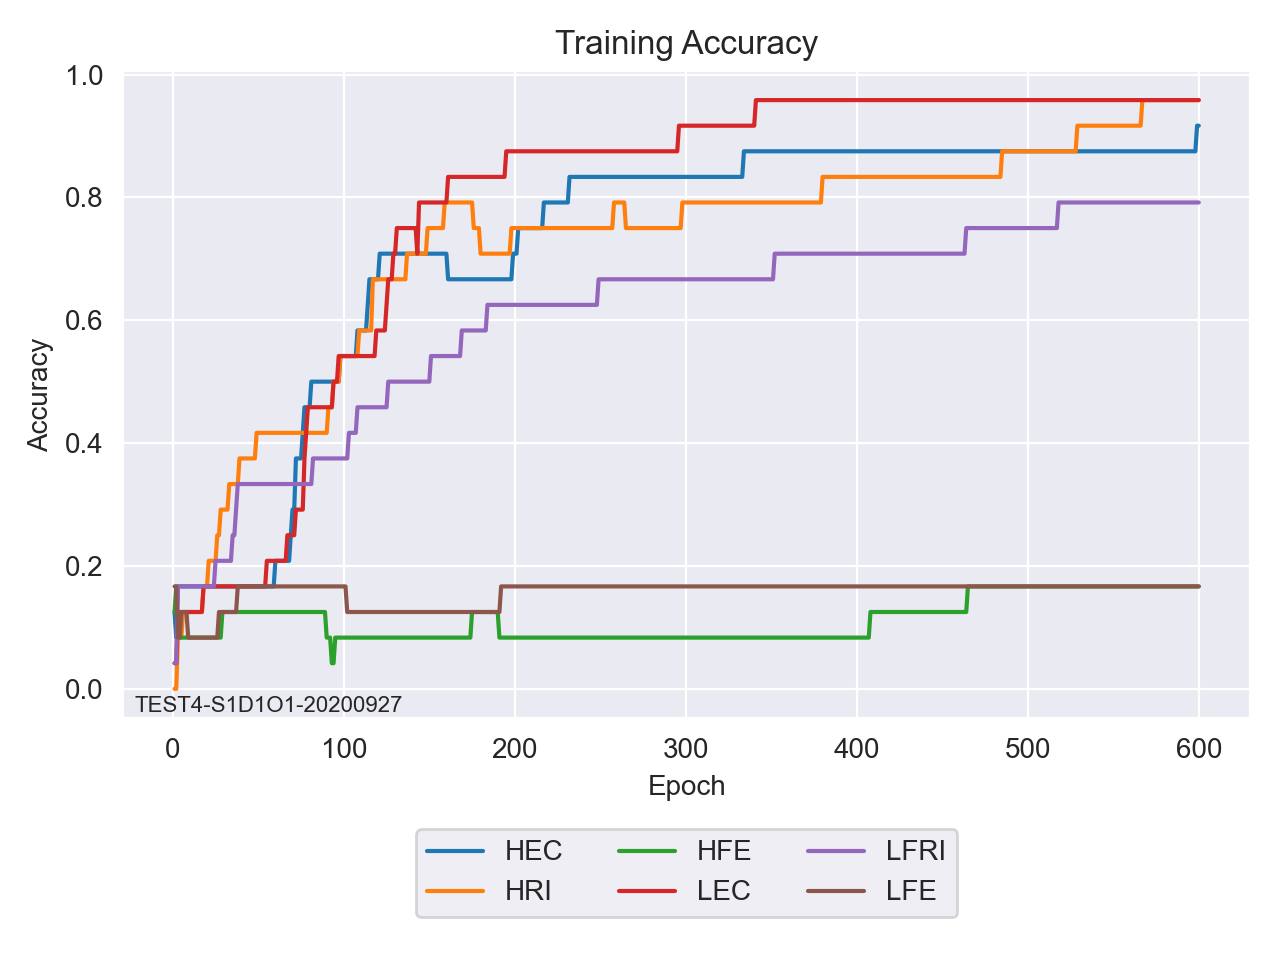 Training Accuracy
1.0
0.8
0.6
0.4
0.2
0.0
Accuracy
TEST4-S1D1O1-20200927
0 100 200 300 400 500 600
Epoch
HEC HFE LFRI
HRI LEC LFE